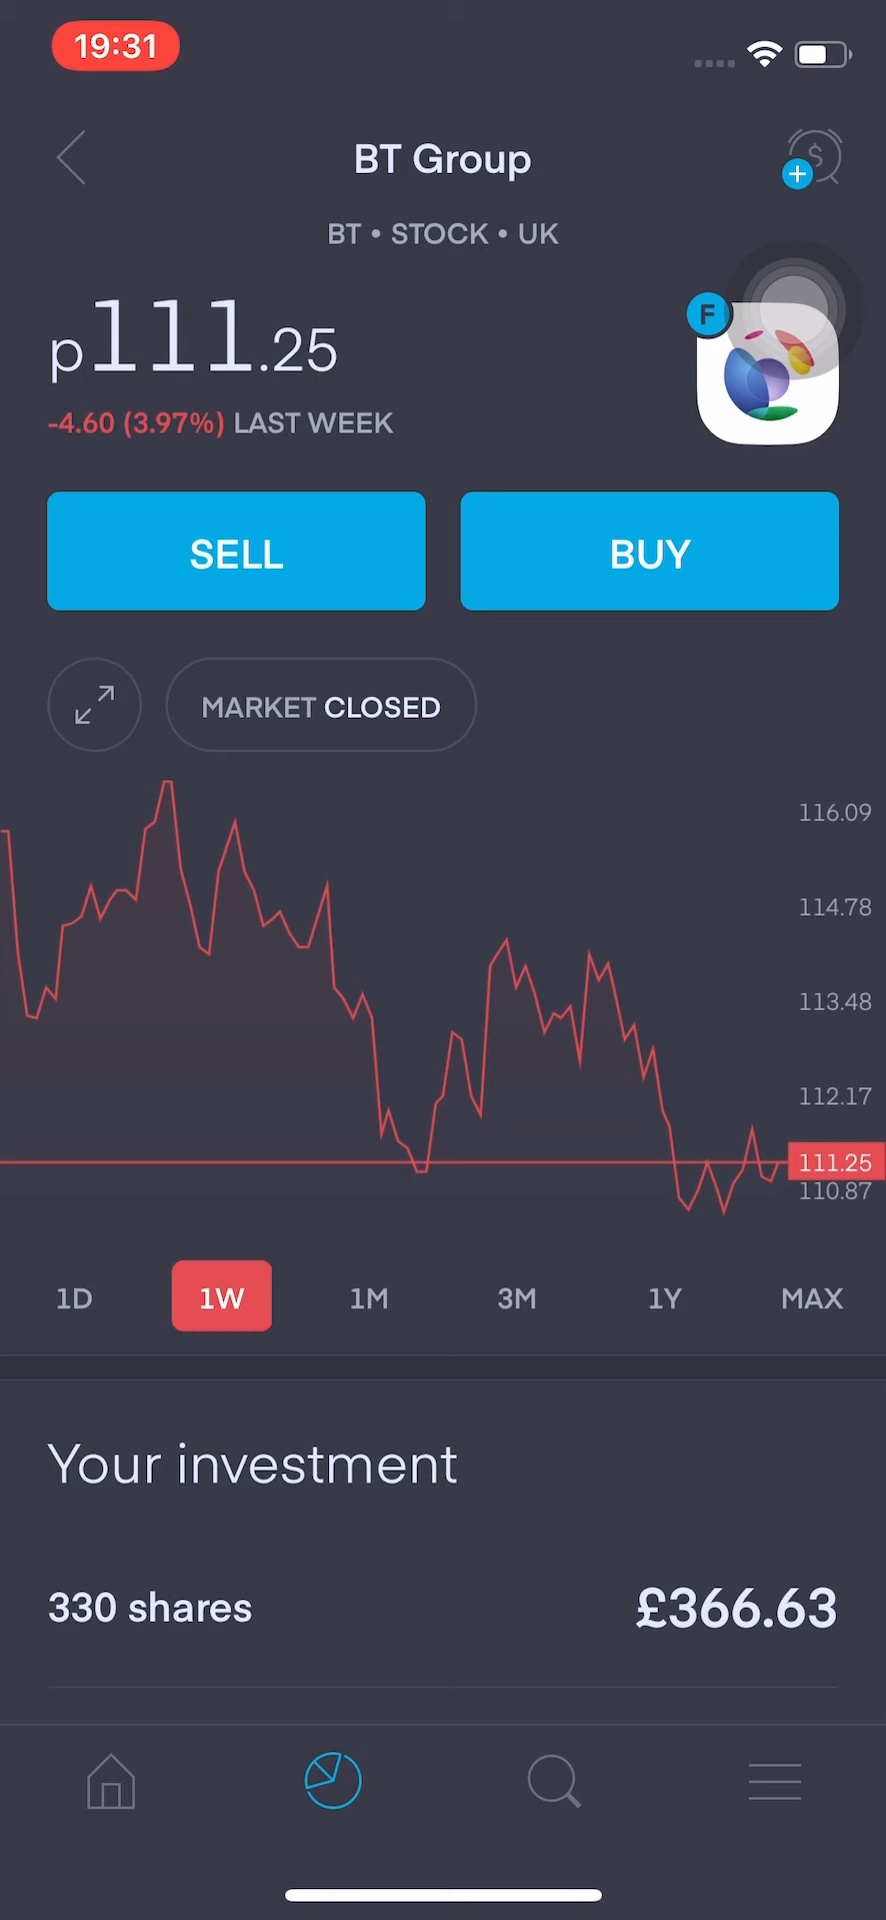 19:31
BT Group
BT • STOCK • UK
p111.25
F
-4.60 (3.97%) LAST WEEK
SELL
BUY
MARKET CLOSED
116.09
114.78
113.48
112.17
111.25
110.87
1D
1W
1M
3M
1Y
MAX
Your investment
330 shares
£366.63